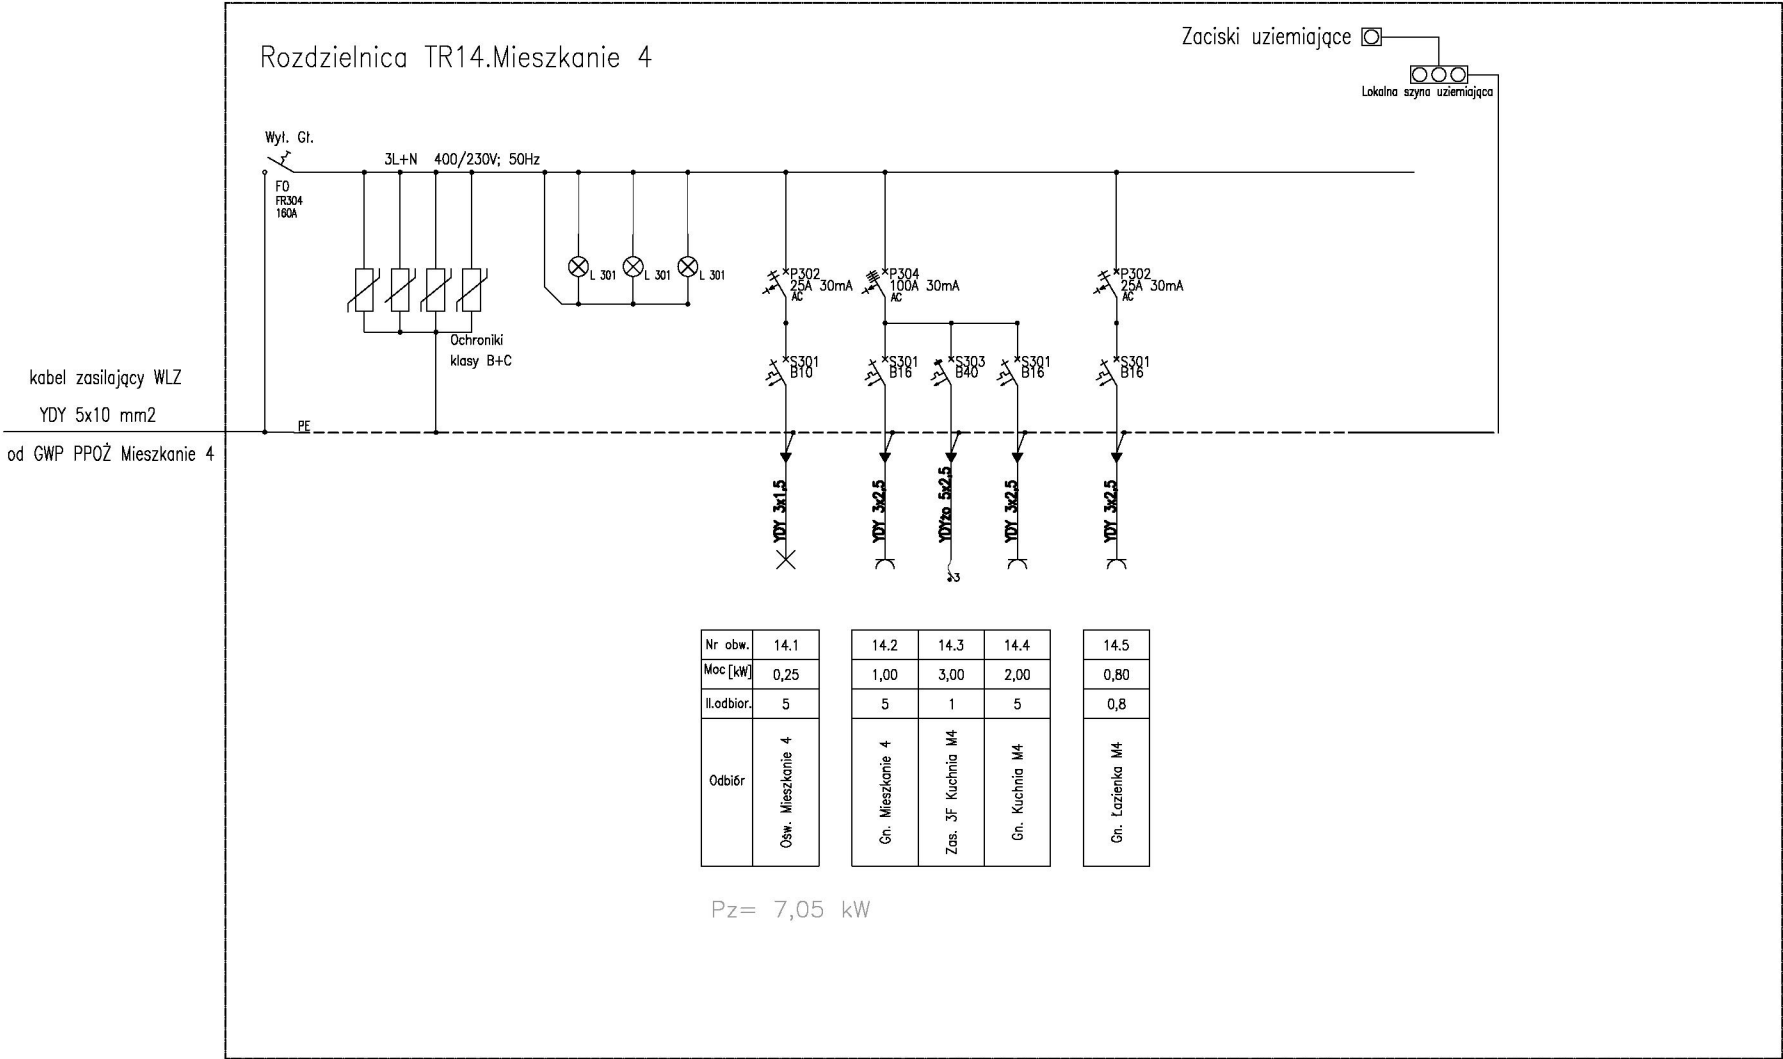 Rozdzielnica TR14.Mieszkanie 4
Zaciski uziemiające
Lokalna szyna uziemiająca
Wył. Gł.
3L+N 400/230V; 50Hz
F0
FR304
160A
L 301
L 301
L 301
Ochroniki
klasy B+C
P302
25A 30mA
AC
P304
100A 30mA
AC
P302
25A 30mA
AC
S301
B10
S301
B16
S303
B40
S301
B16
S301
B16
kabel zasilający WLZ
YDY 5x10 mm2
od GWP PPOŻ Mieszkanie 4
PE
YDY 3x1,5
YDY 3x2,5
YDYżo 5x2,5
YDY 3x2,5
YDY 3x2,5
3
Nr obw. 14.1 14.2 14.3 14.4 14.5
Moc [kW] 0,25 1,00 3,00 2,00 0,80
Il.odbior. 5 5 1 5 0,8
Odbiór
Ośw. Mieszkanie 4
Gn. Mieszkanie 4
Zas. 3F Kuchnia M4
Gn. Kuchnia M4
Gn. Łazienka M4
Pz= 7,05 kW